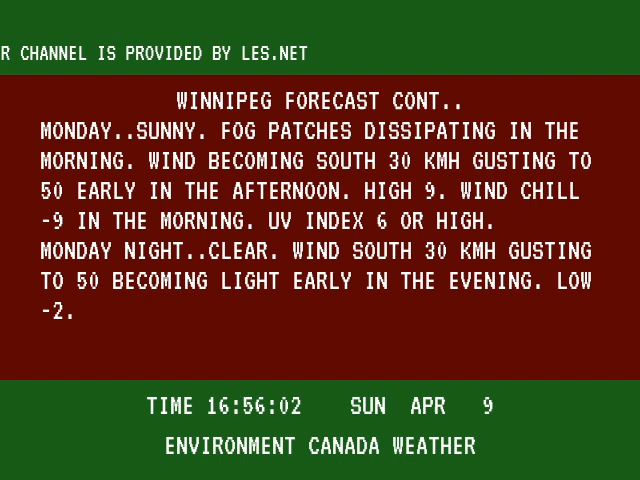 R CHANNEL IS PROVIDED BY LES.NET
WINNIPEG FORECAST CONT..
MONDAY..SUNNY. FOG PATCHES DISSIPATING IN THE
MORNING. WIND BECOMING SOUTH 30 KMH GUSTING TO
50 EARLY IN THE AFTERNOON. HIGH 9. WIND CHILL
-9 IN THE MORNING. UV INDEX 6 OR HIGH.
MONDAY NIGHT..CLEAR. WIND SOUTH 30 KMH GUSTING
TO 50 BECOMING LIGHT EARLY IN THE EVENING. LOW
-2.
TIME 16:56:02 SUN APR 9
ENVIRONMENT CANADA WEATHER